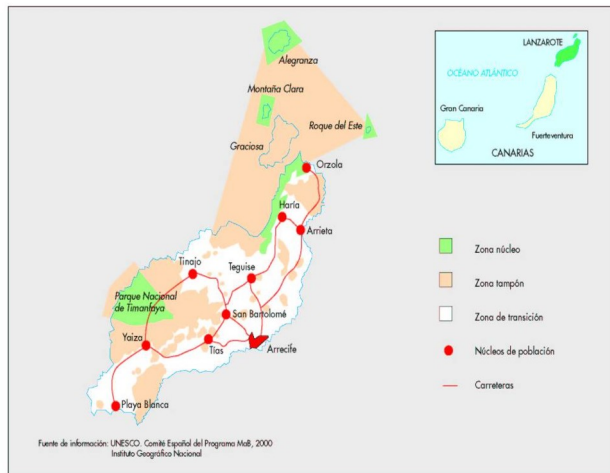 Alegranza
Montaña Clara
Roque del Este
Graciosa
Orzola
Haría
Arrieta
Tinajo
Teguise
Parque Nacional
de Timanfaya
San Bartolomé
Yaiza
Tías
Arrecife
Playa Blanca
LANZAROTE
OCÉANO ATLÁNTICO
Gran Canaria
Fuerteventura
CANARIAS
Zona núcleo
Zona tampón
Zona de transición
Núcleos de población
Carreteras
Fuente de información: UNESCO. Comité Español del Programa MaB, 2000
Instituto Geográfico Nacional